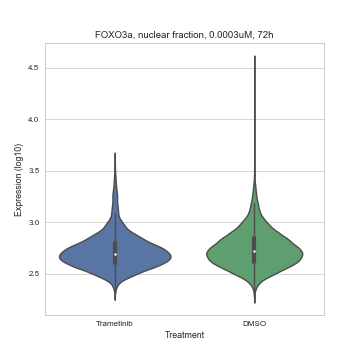 FOXO3a, nuclear fraction, 0.0003uM, 72h
4.5
4.0
3.5
3.0
2.5
Expression (log10)
Trametinib
DMSO
Treatment